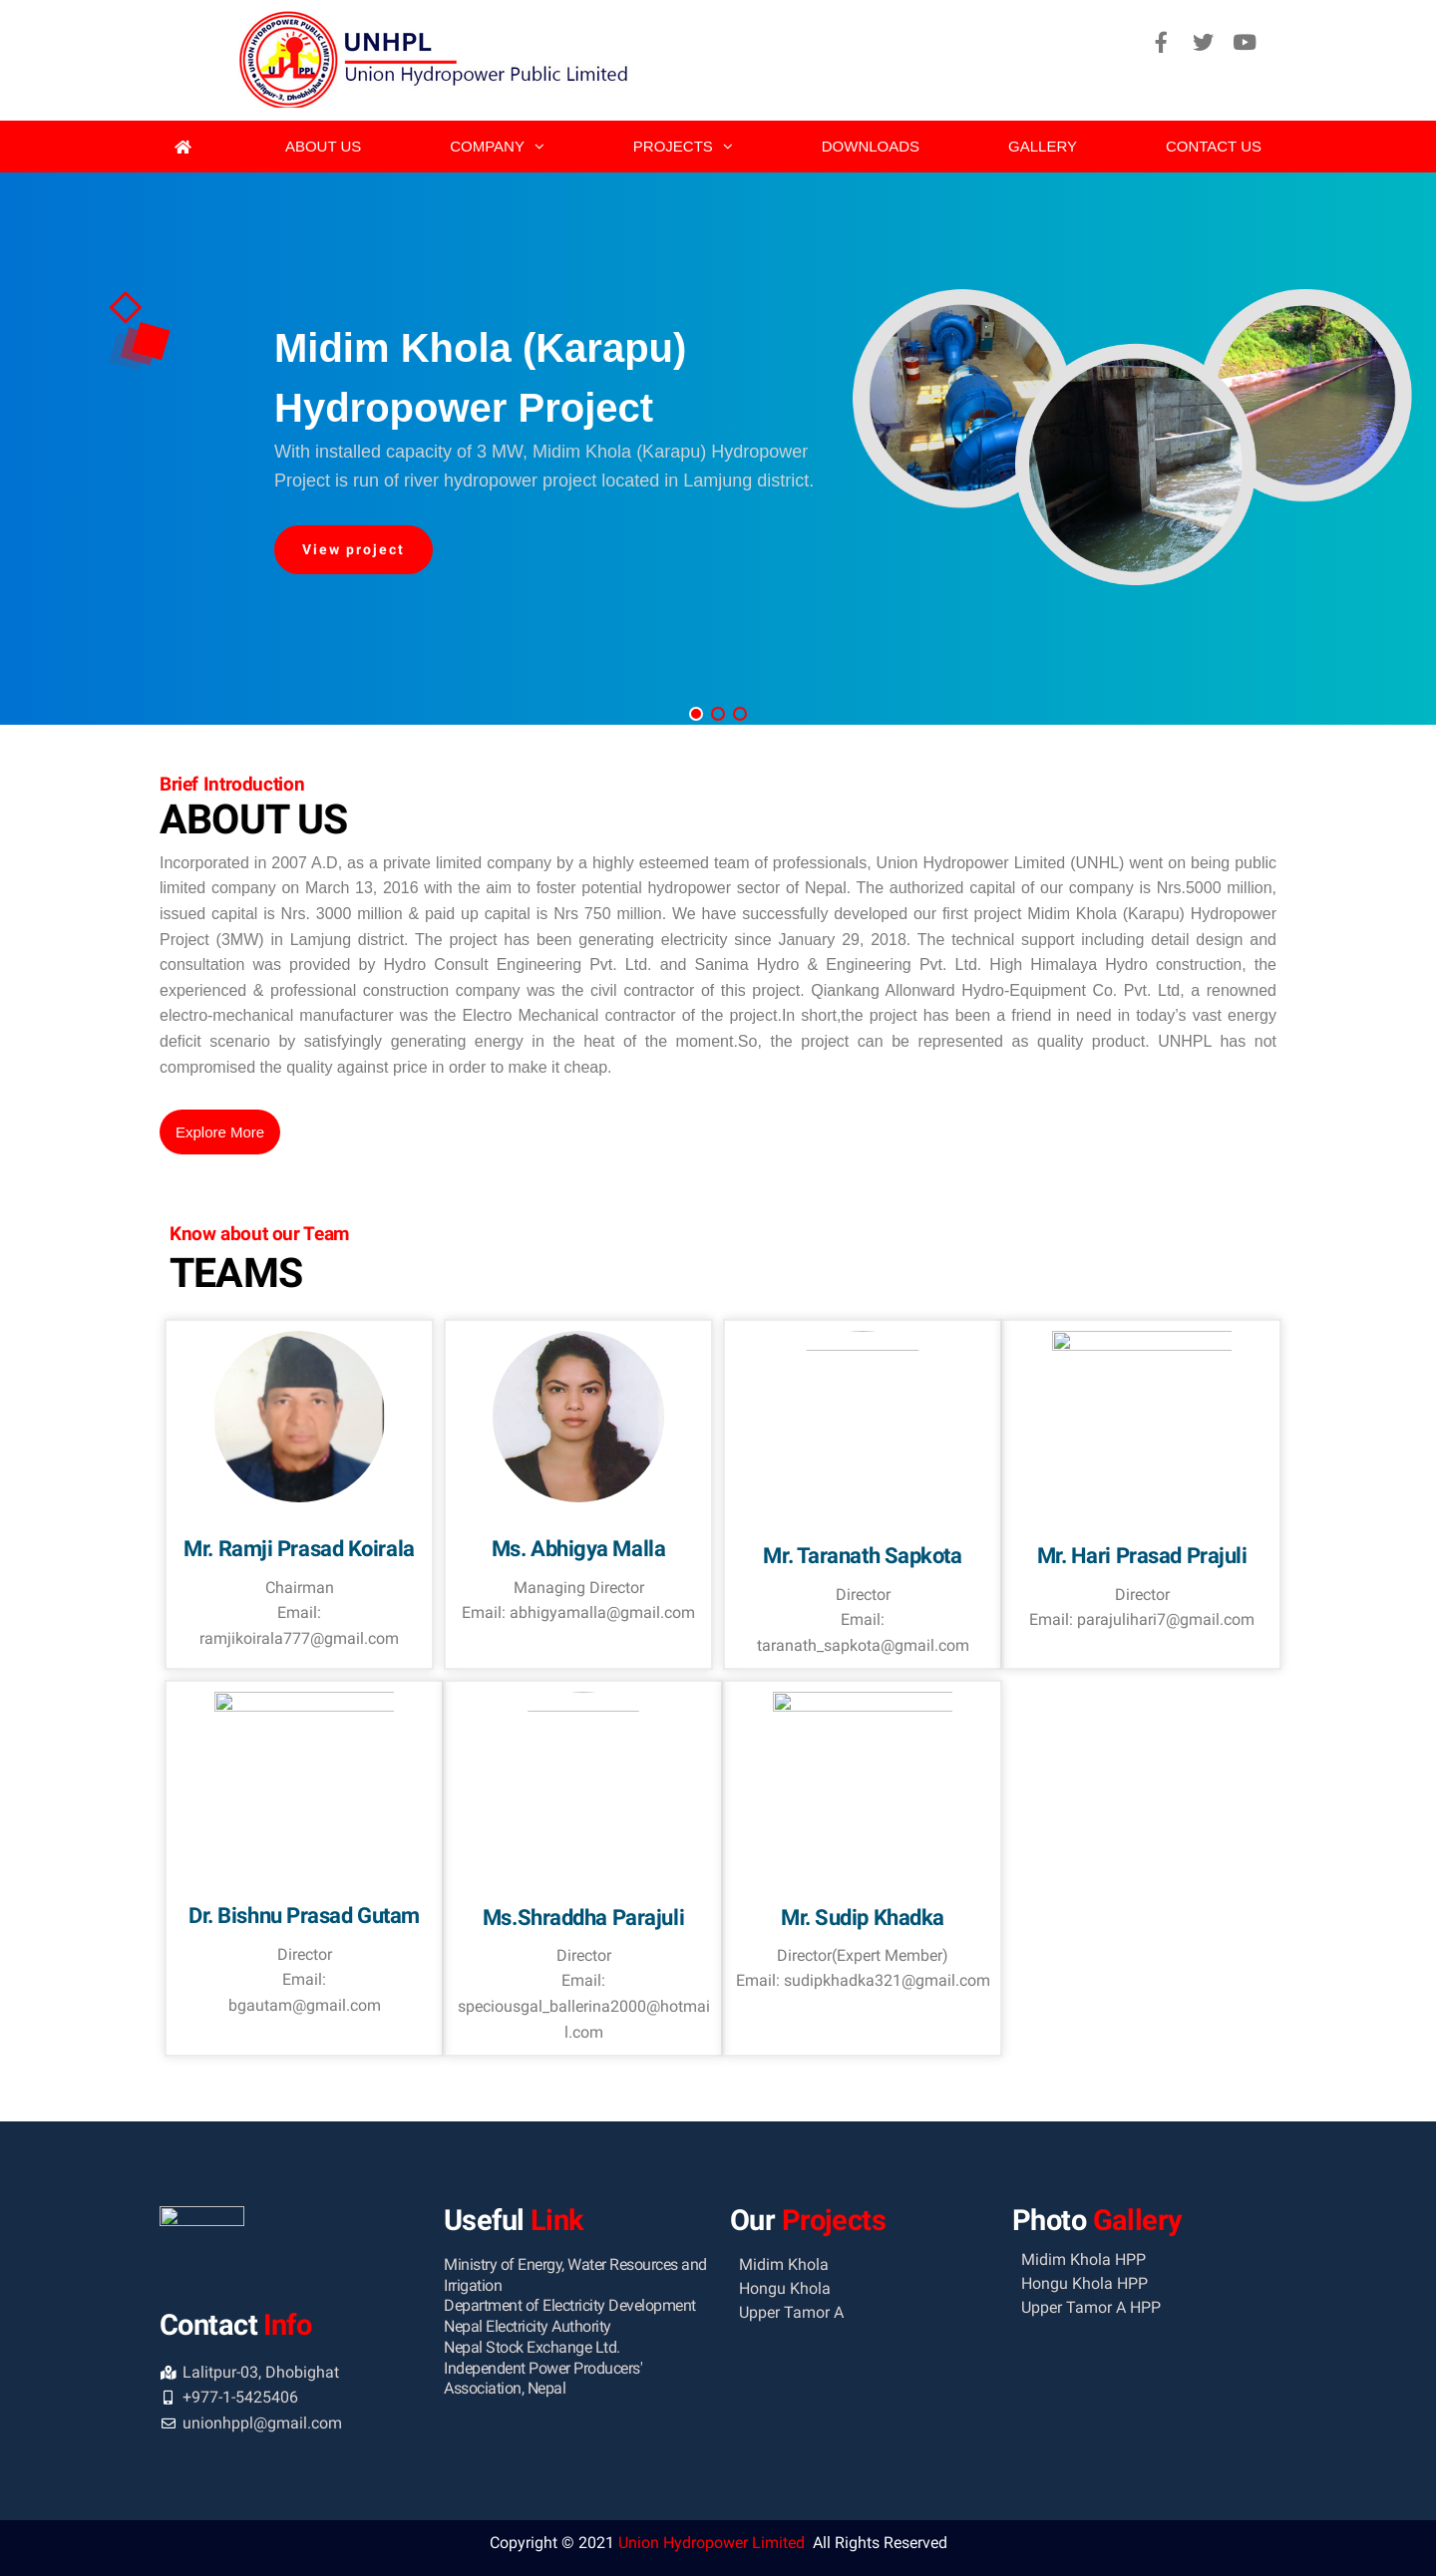 UNION HYDROPOWER PUBLIC LIMITED
U PPL
Lalitpur-3, Dhobhighat
UNHPL
Union Hydropower Public Limited
ABOUT US
COMPANY
PROJECTS
DOWNLOADS
GALLERY
CONTACT US
Midim Khola (Karapu)
Hydropower Project
With installed capacity of 3 MW, Midim Khola (Karapu) Hydropower
Project is run of river hydropower project located in Lamjung district.
View project
Brief Introduction
ABOUT US
Incorporated in 2007 A.D, as a private limited company by a highly esteemed team of professionals, Union Hydropower Limited (UNHL) went on being public
limited company on March 13, 2016 with the aim to foster potential hydropower sector of Nepal. The authorized capital of our company is Nrs.5000 million,
issued capital is Nrs. 3000 million & paid up capital is Nrs 750 million. We have successfully developed our first project Midim Khola (Karapu) Hydropower
Project (3MW) in Lamjung district. The project has been generating electricity since January 29, 2018. The technical support including detail design and
consultation was provided by Hydro Consult Engineering Pvt. Ltd. and Sanima Hydro & Engineering Pvt. Ltd. High Himalaya Hydro construction, the
experienced & professional construction company was the civil contractor of this project. Qiankang Allonward Hydro-Equipment Co. Pvt. Ltd, a renowned
electro-mechanical manufacturer was the Electro Mechanical contractor of the project.In short,the project has been a friend in need in today’s vast energy
deficit scenario by satisfyingly generating energy in the heat of the moment.So, the project can be represented as quality product. UNHPL has not
compromised the quality against price in order to make it cheap.
Explore More
Know about our Team
TEAMS
Mr. Ramji Prasad Koirala
Chairman
Email:
ramjikoirala777@gmail.com
Ms. Abhigya Malla
Managing Director
Email: abhigyamalla@gmail.com
Mr. Taranath Sapkota
Director
Email:
taranath_sapkota@gmail.com
Mr. Hari Prasad Prajuli
Director
Email: parajulihari7@gmail.com
Dr. Bishnu Prasad Gutam
Director
Email:
bgautam@gmail.com
Ms.Shraddha Parajuli
Director
Email:
speciousgal_ballerina2000@hotmai
l.com
Mr. Sudip Khadka
Director(Expert Member)
Email: sudipkhadka321@gmail.com
Contact Info
Lalitpur-03, Dhobighat
+977-1-5425406
unionhppl@gmail.com
Useful Link
Ministry of Energy, Water Resources and
Irrigation
Department of Electricity Development
Nepal Electricity Authority
Nepal Stock Exchange Ltd.
Independent Power Producers'
Association, Nepal
Our Projects
Midim Khola
Hongu Khola
Upper Tamor A
Photo Gallery
Midim Khola HPP
Hongu Khola HPP
Upper Tamor A HPP
Copyright © 2021 Union Hydropower Limited All Rights Reserved